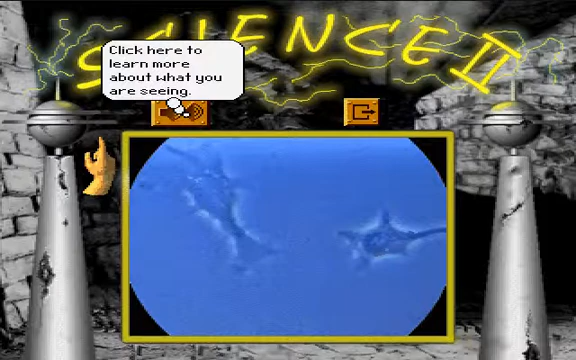 SCIENCE II
Click here to
learn more
about what you
are seeing.